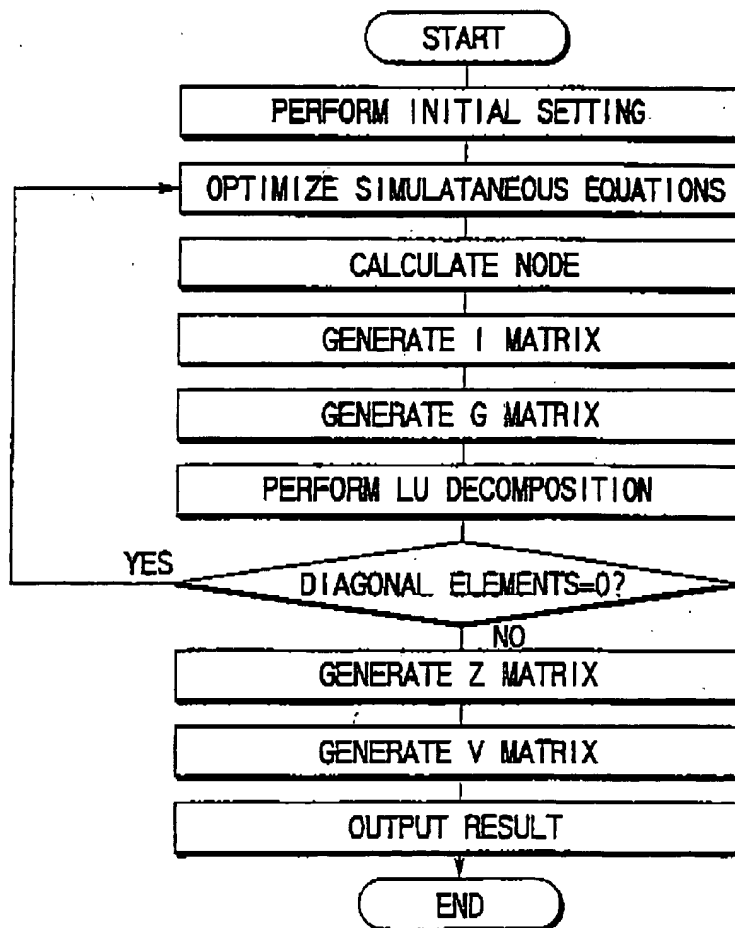 START
PERFORM INITIAL SETTING
OPTIMIZE SIMULATANEOUS EQUATIONS
CALCULATE NODE
GENERATE I MATRIX
GENERATE G MATRIX
PERFORM LU DECOMPOSITION
YES
DIAGONAL ELEMENTS=0?
NO
GENERATE Z MATRIX
GENERATE V MATRIX
OUTPUT RESULT
END